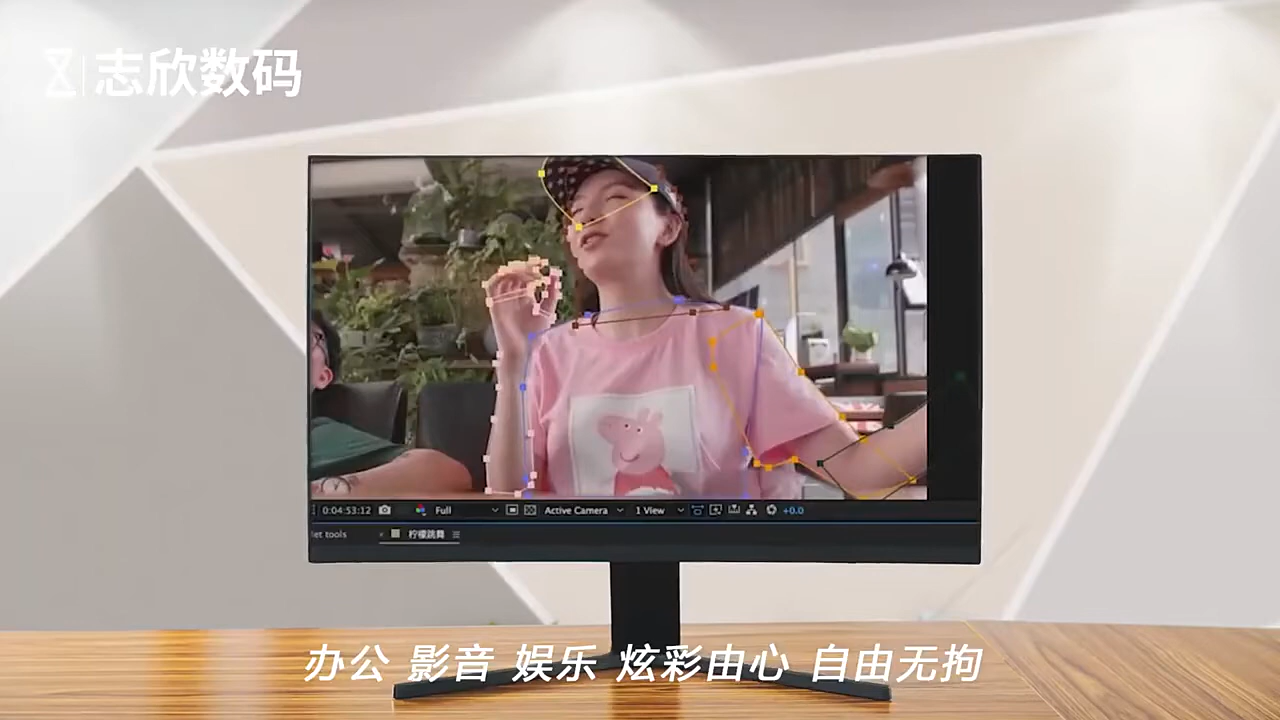 志欣数码
0:04:53:12 Full Active Camera 1 View +0.0
let tools × 柠檬跳舞
办公 影音 娱乐 炫彩由心 自由无拘